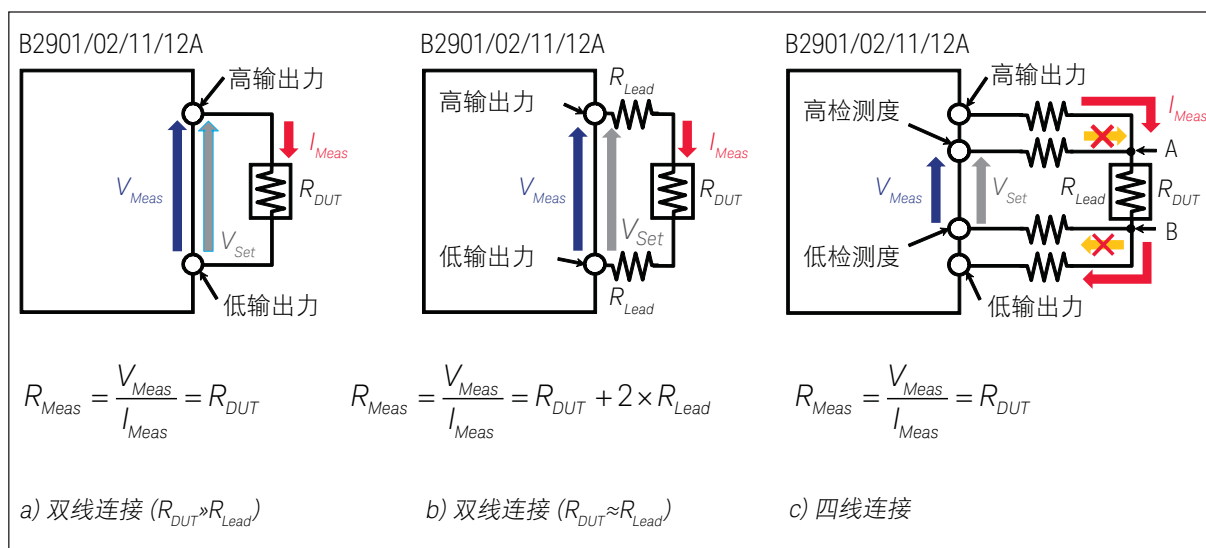 B2901/02/11/12A
高输出力
I_Meas
V_Meas
R_DUT
V_Set
低输出力
R_Meas = V_Meas / I_Meas = R_DUT
a) 双线连接 (R_DUT»R_Lead)
B2901/02/11/12A
R_Lead
高输出力
I_Meas
V_Meas
R_DUT
V_Set
低输出力
R_Lead
R_Meas = V_Meas / I_Meas = R_DUT + 2 × R_Lead
b) 双线连接 (R_DUT≈R_Lead)
B2901/02/11/12A
高输出力
高检测度
I_Meas
A
V_Meas
V_Set
R_Lead
R_DUT
B
低检测度
低输出力
R_Meas = V_Meas / I_Meas = R_DUT
c) 四线连接